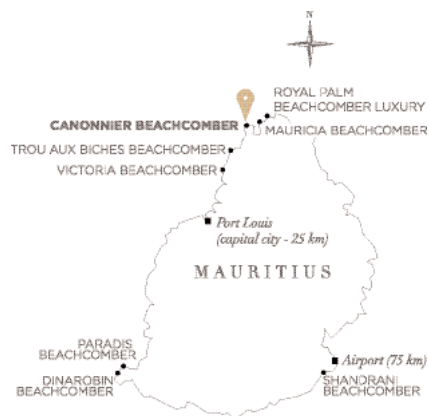 N
ROYAL PALM
BEACHCOMBER LUXURY
CANONNIER BEACHCOMBER
MAURICIA BEACHCOMBER
TROU AUX BICHES BEACHCOMBER
VICTORIA BEACHCOMBER
Port Louis
(capital city - 25 km)
MAURITIUS
PARADIS
BEACHCOMBER
Airport (75 km)
DINAROBIN
BEACHCOMBER
SHANDRANI
BEACHCOMBER